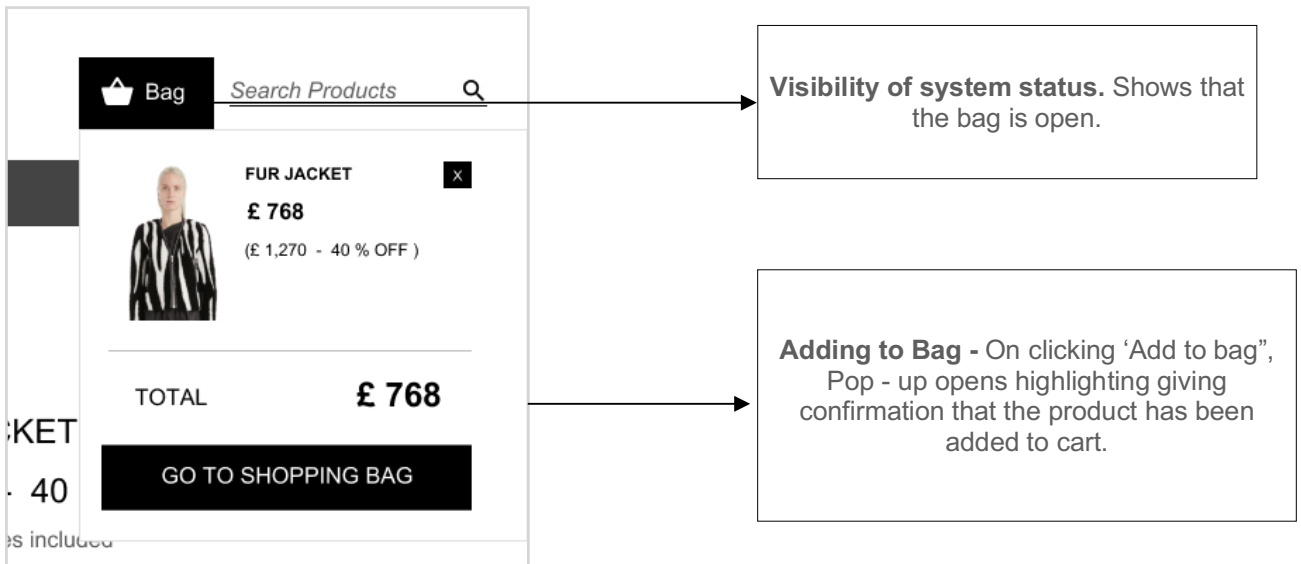 Bag
Search Products
FUR JACKET
X
£ 768
(£ 1,270 - 40 % OFF )
TOTAL
£ 768
GO TO SHOPPING BAG
- 40
Visibility of system status. Shows that
the bag is open.
Adding to Bag - On clicking ‘Add to bag”,
Pop - up opens highlighting giving
confirmation that the product has been
added to cart.